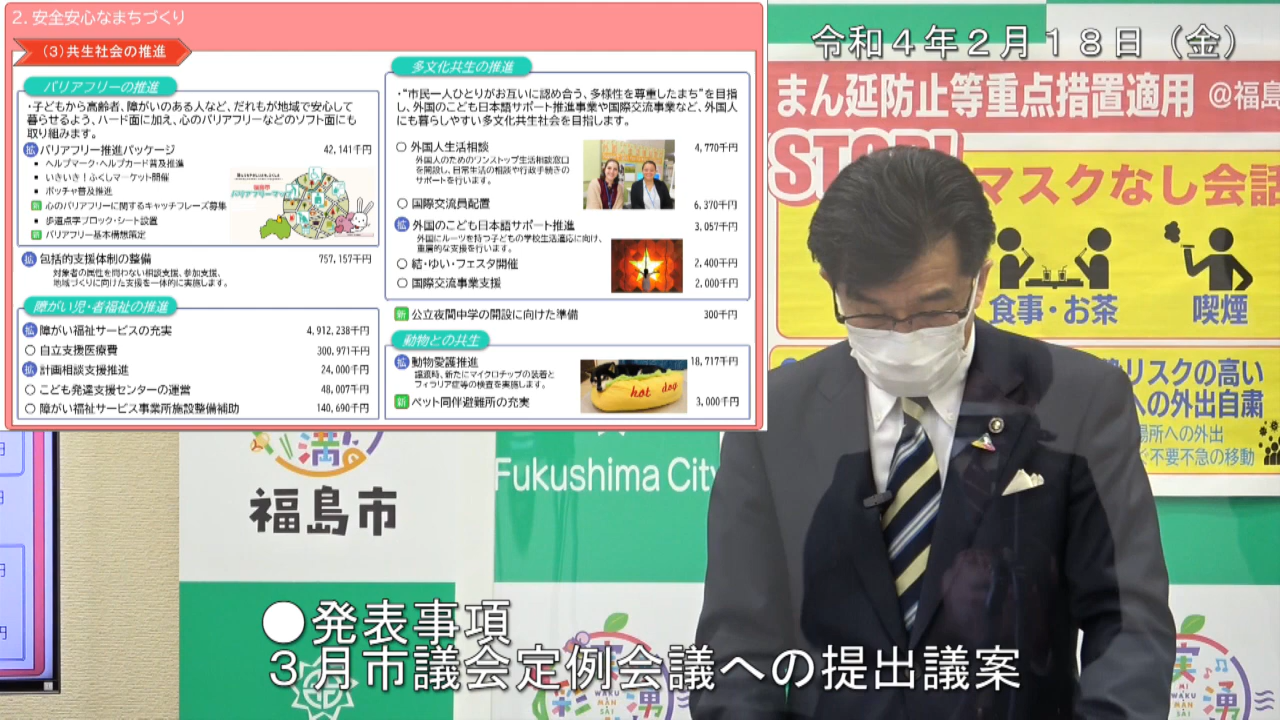 2. 安全安心なまちづくり
(3)共生社会の推進
バリアフリーの推進
・子どもから高齢者、障がいのある人など、だれもが地域で安心して
暮らせるよう、ハード面に加え、心のバリアフリーなどのソフト面にも
取り組みます。
拡 バリアフリー推進パッケージ 42,141千円
▪ ヘルプマーク・ヘルプカード普及推進
▪ いきいき！ふくしマーケット開催
▪ ボッチャ普及推進
新 心のバリアフリーに関するキャッチフレーズ募集
▪ 歩道点字ブロック・シート設置
新 バリアフリー基本構想策定
拡 包括的支援体制の整備 757,157千円
対象者の属性を問わない相談支援、参加支援、
地域づくりに向けた支援を一体的に実施します。
障がい児・者福祉の推進
拡 障がい福祉サービスの充実 4,912,238千円
○ 自立支援医療費 300,971千円
拡 計画相談支援推進 24,000千円
○ こども発達支援センターの運営 48,007千円
○ 障がい福祉サービス事業所施設整備補助 140,690千円
多文化共生の推進
・“市民一人ひとりがお互いに認め合う、多様性を尊重したまち”を目指
し、外国のこども日本語サポート推進事業や国際交流事業など、外国人
にも暮らしやすい多文化共生社会を目指します。
○ 外国人生活相談 4,770千円
外国人のためのワンストップ生活相談窓口
を開設し、日常生活の相談や行政手続きの
サポートを行います。
○ 国際交流員配置 6,370千円
拡 外国のこども日本語サポート推進 3,057千円
外国にルーツを持つ子どもの学校生活適応に向け、
重層的な支援を行います。
○ 結・ゆい・フェスタ開催 2,400千円
○ 国際交流事業支援 2,000千円
新 公立夜間中学の開設に向けた準備 300千円
動物との共生
拡 動物愛護推進 18,717千円
譲渡時、新たにマイクロチップの装着と
フィラリア症等の検査を実施します。
hot dog
新 ペット同伴避難所の充実 3,000千円
令和４年２月１８日（金）
まん延防止等重点措置適用 @福島
STOP!
マスクなし会話
食事・お茶
喫煙
リスクの高い
への外出自粛
場所への外出
不要不急の移動
福島市
Fukushima City
●発表事項
３月市議会定例会議への提出議案